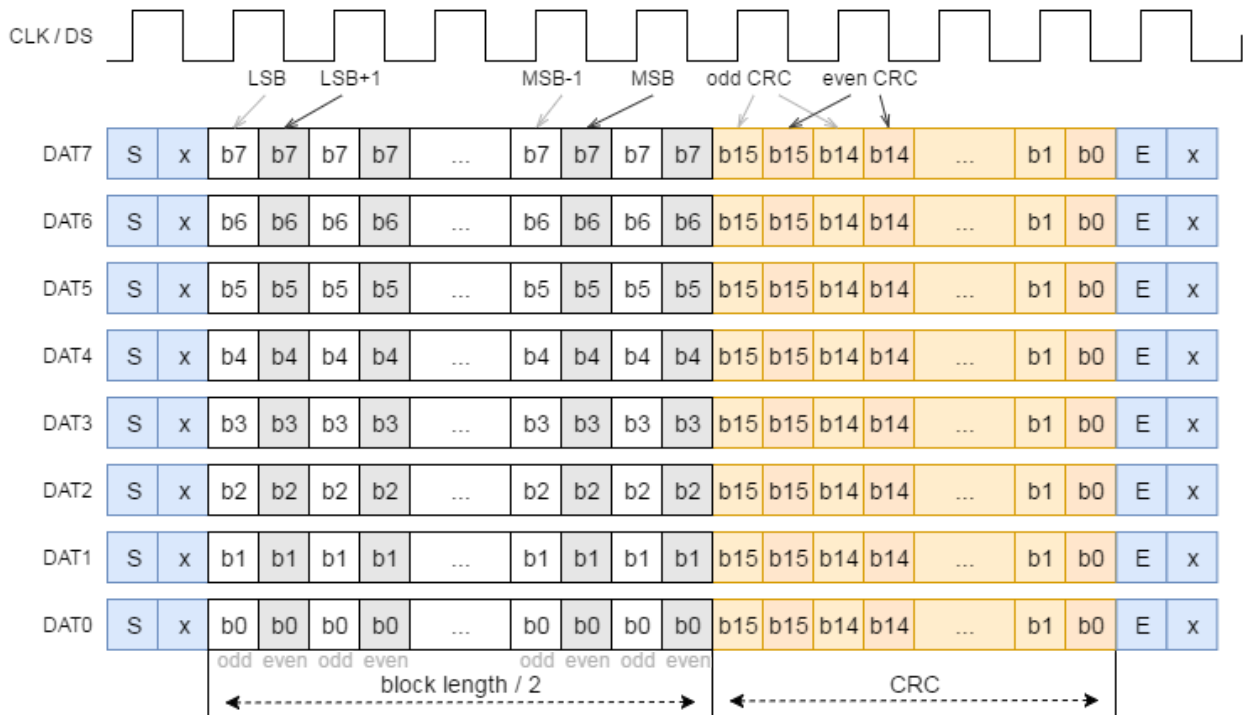 CLK / DS
LSB LSB+1 MSB-1 MSB odd CRC even CRC
DAT7 S x b7 b7 b7 b7 ... b7 b7 b7 b7 b15 b15 b14 b14 ... b1 b0 E x
DAT6 S x b6 b6 b6 b6 ... b6 b6 b6 b6 b15 b15 b14 b14 ... b1 b0 E x
DAT5 S x b5 b5 b5 b5 ... b5 b5 b5 b5 b15 b15 b14 b14 ... b1 b0 E x
DAT4 S x b4 b4 b4 b4 ... b4 b4 b4 b4 b15 b15 b14 b14 ... b1 b0 E x
DAT3 S x b3 b3 b3 b3 ... b3 b3 b3 b3 b15 b15 b14 b14 ... b1 b0 E x
DAT2 S x b2 b2 b2 b2 ... b2 b2 b2 b2 b15 b15 b14 b14 ... b1 b0 E x
DAT1 S x b1 b1 b1 b1 ... b1 b1 b1 b1 b15 b15 b14 b14 ... b1 b0 E x
DAT0 S x b0 b0 b0 b0 ... b0 b0 b0 b0 b15 b15 b14 b14 ... b1 b0 E x
odd even odd even odd even odd even
block length / 2 CRC